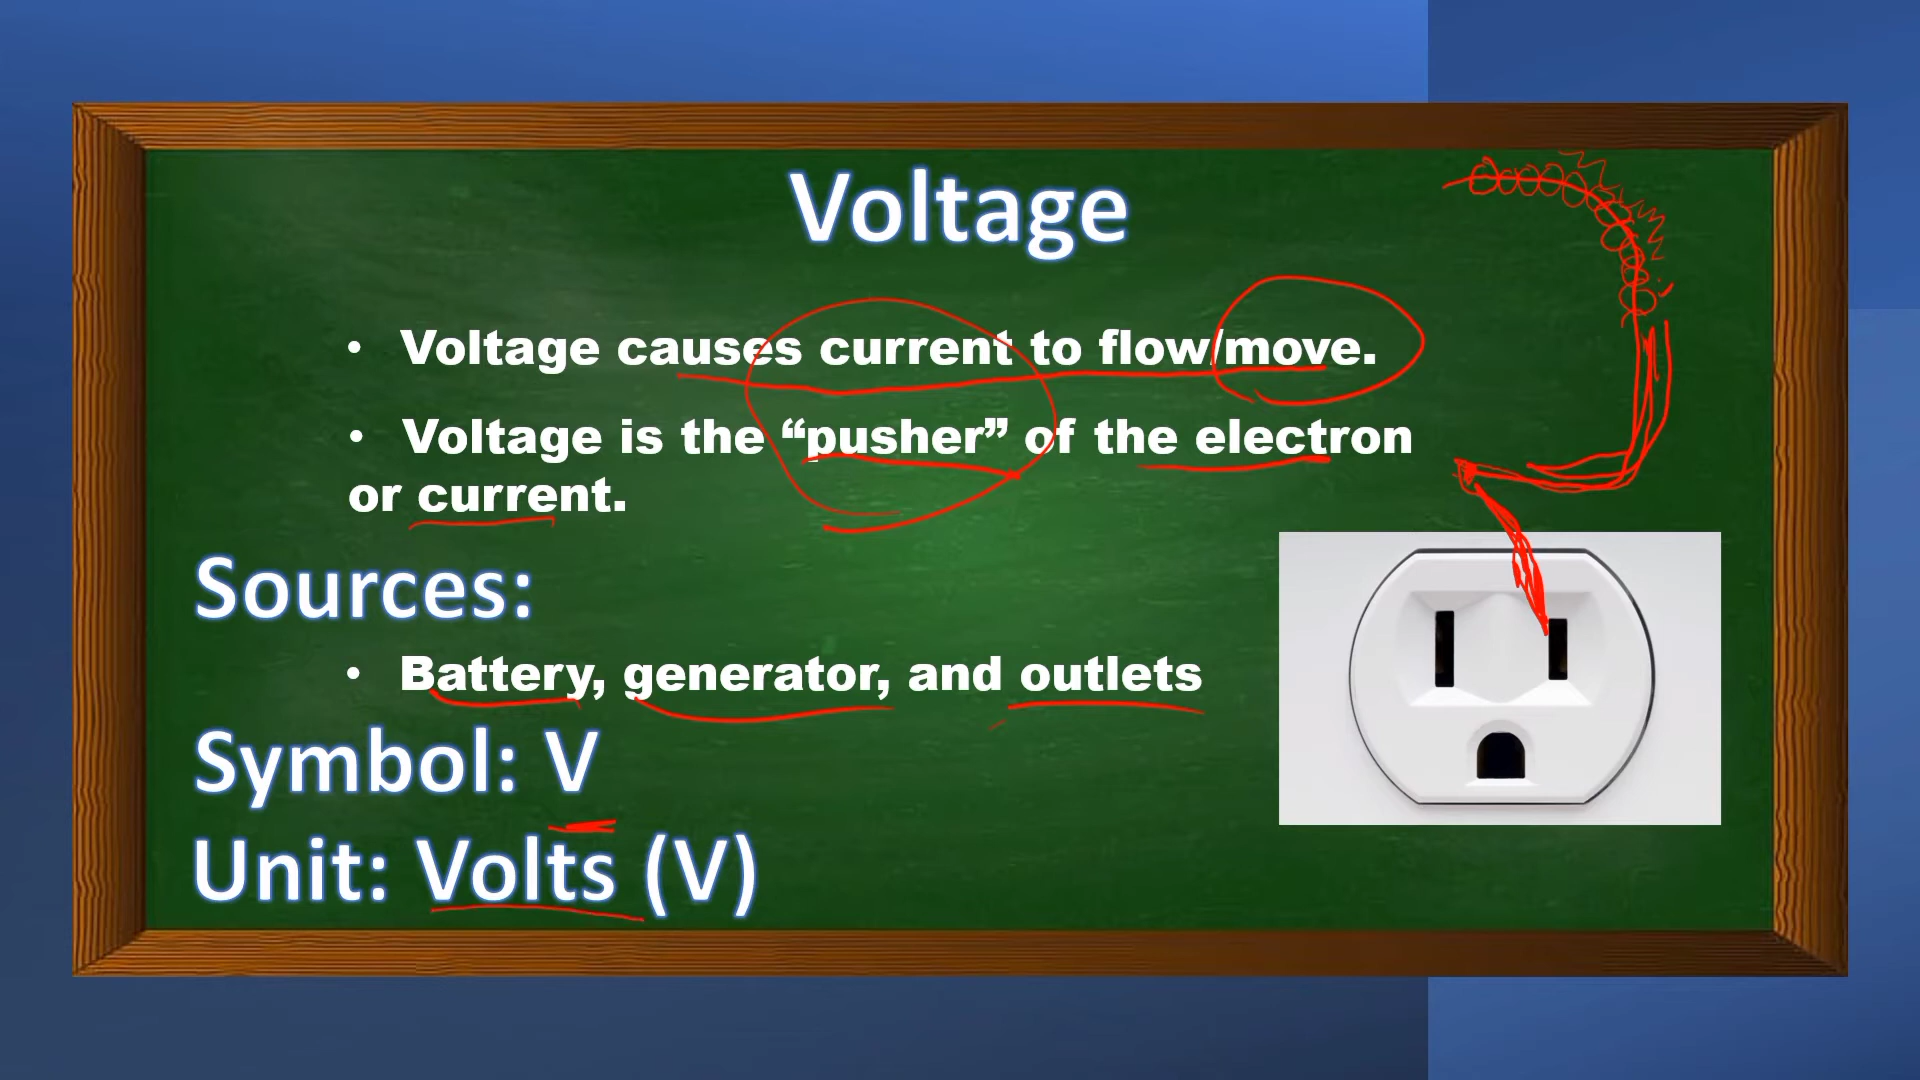 Voltage
• Voltage causes current to flow/move.
• Voltage is the “pusher” of the electron
or current.
Sources:
• Battery, generator, and outlets
Symbol: V
Unit: Volts (V)